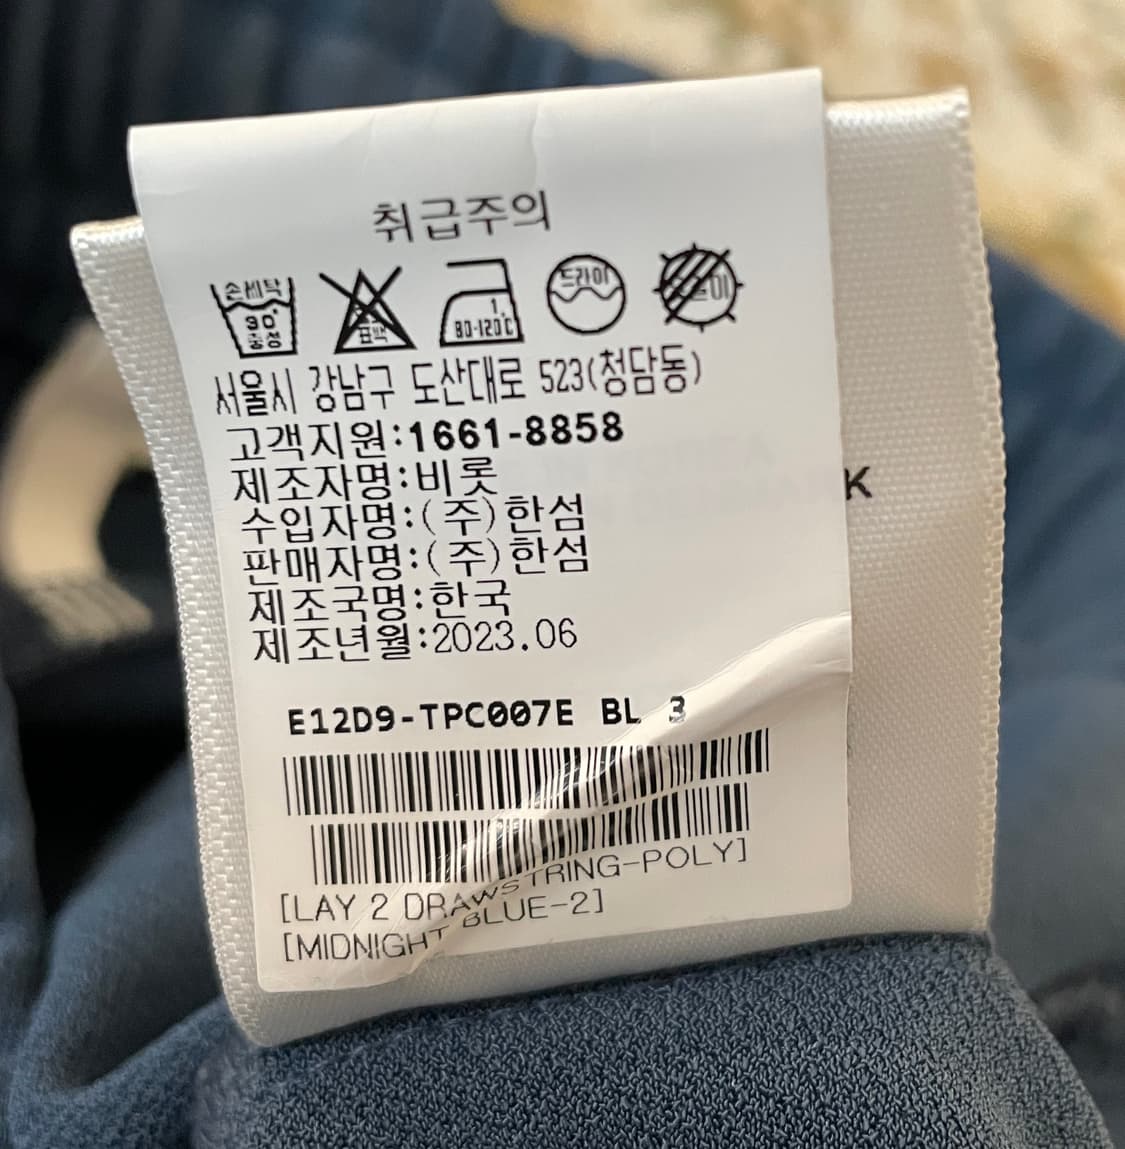 취급주의
손세탁 30° 중성 표백 1. 80-120℃ 드라이
서울시 강남구 도산대로 523(청담동)
고객지원:1661-8858
제조자명:비롯
수입자명:(주)한섬
판매자명:(주)한섬
제조국명:한국
제조년월:2023.06
K
E12D9-TPC007E BL 3
[LAY 2 DRAWSTRING-POLY]
[MIDNIGHT BLUE-2]